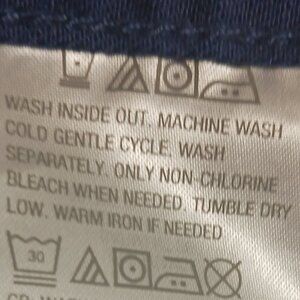 WASH INSIDE OUT. MACHINE WASH
COLD GENTLE CYCLE. WASH
SEPARATELY. ONLY NON-CHLORINE
BLEACH WHEN NEEDED. TUMBLE DRY
LOW. WARM IRON IF NEEDED
30